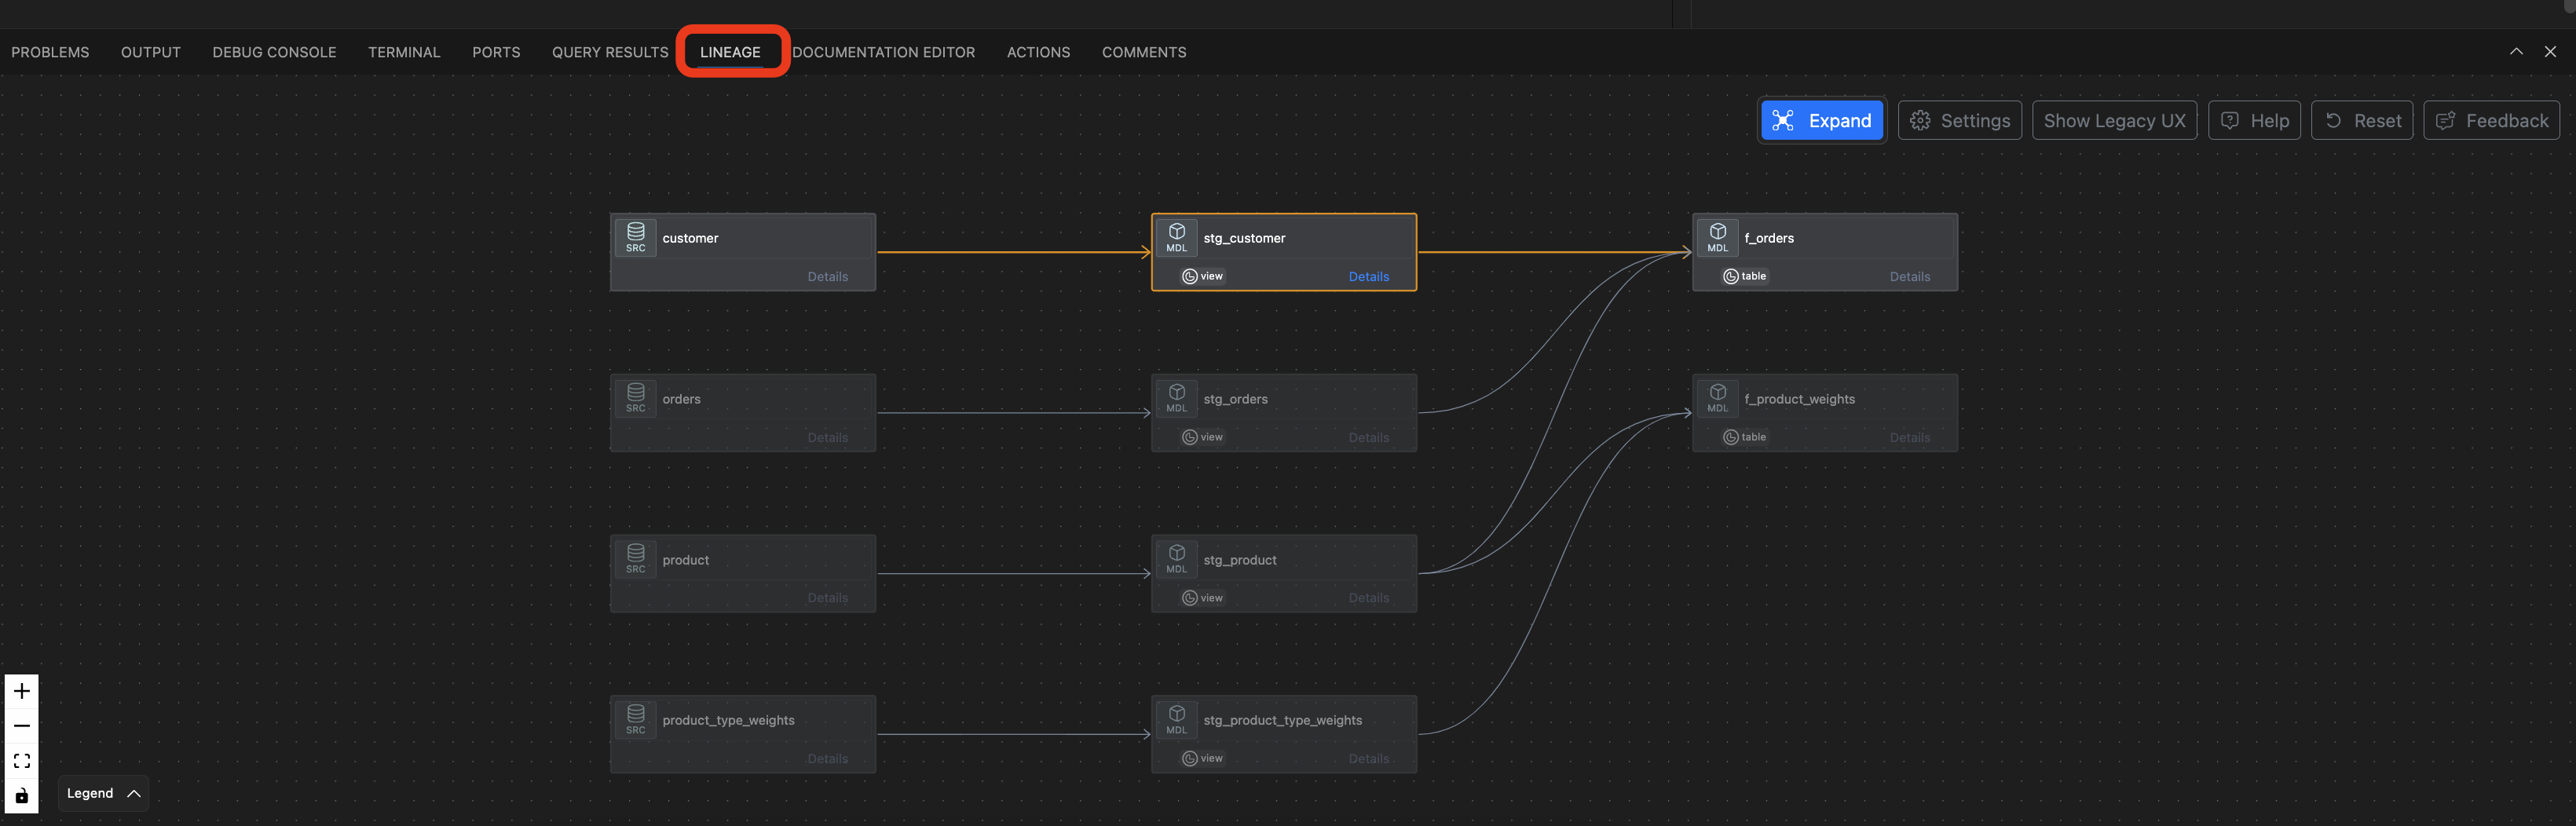 PROBLEMS OUTPUT DEBUG CONSOLE TERMINAL PORTS QUERY RESULTS LINEAGE DOCUMENTATION EDITOR ACTIONS COMMENTS
Expand Settings Show Legacy UX Help Reset Feedback
SRC customer
Details
MDL stg_customer
view Details
MDL f_orders
table Details
SRC orders
Details
MDL stg_orders
view Details
MDL f_product_weights
table Details
SRC product
Details
MDL stg_product
view Details
SRC product_type_weights
Details
MDL stg_product_type_weights
view Details
Legend